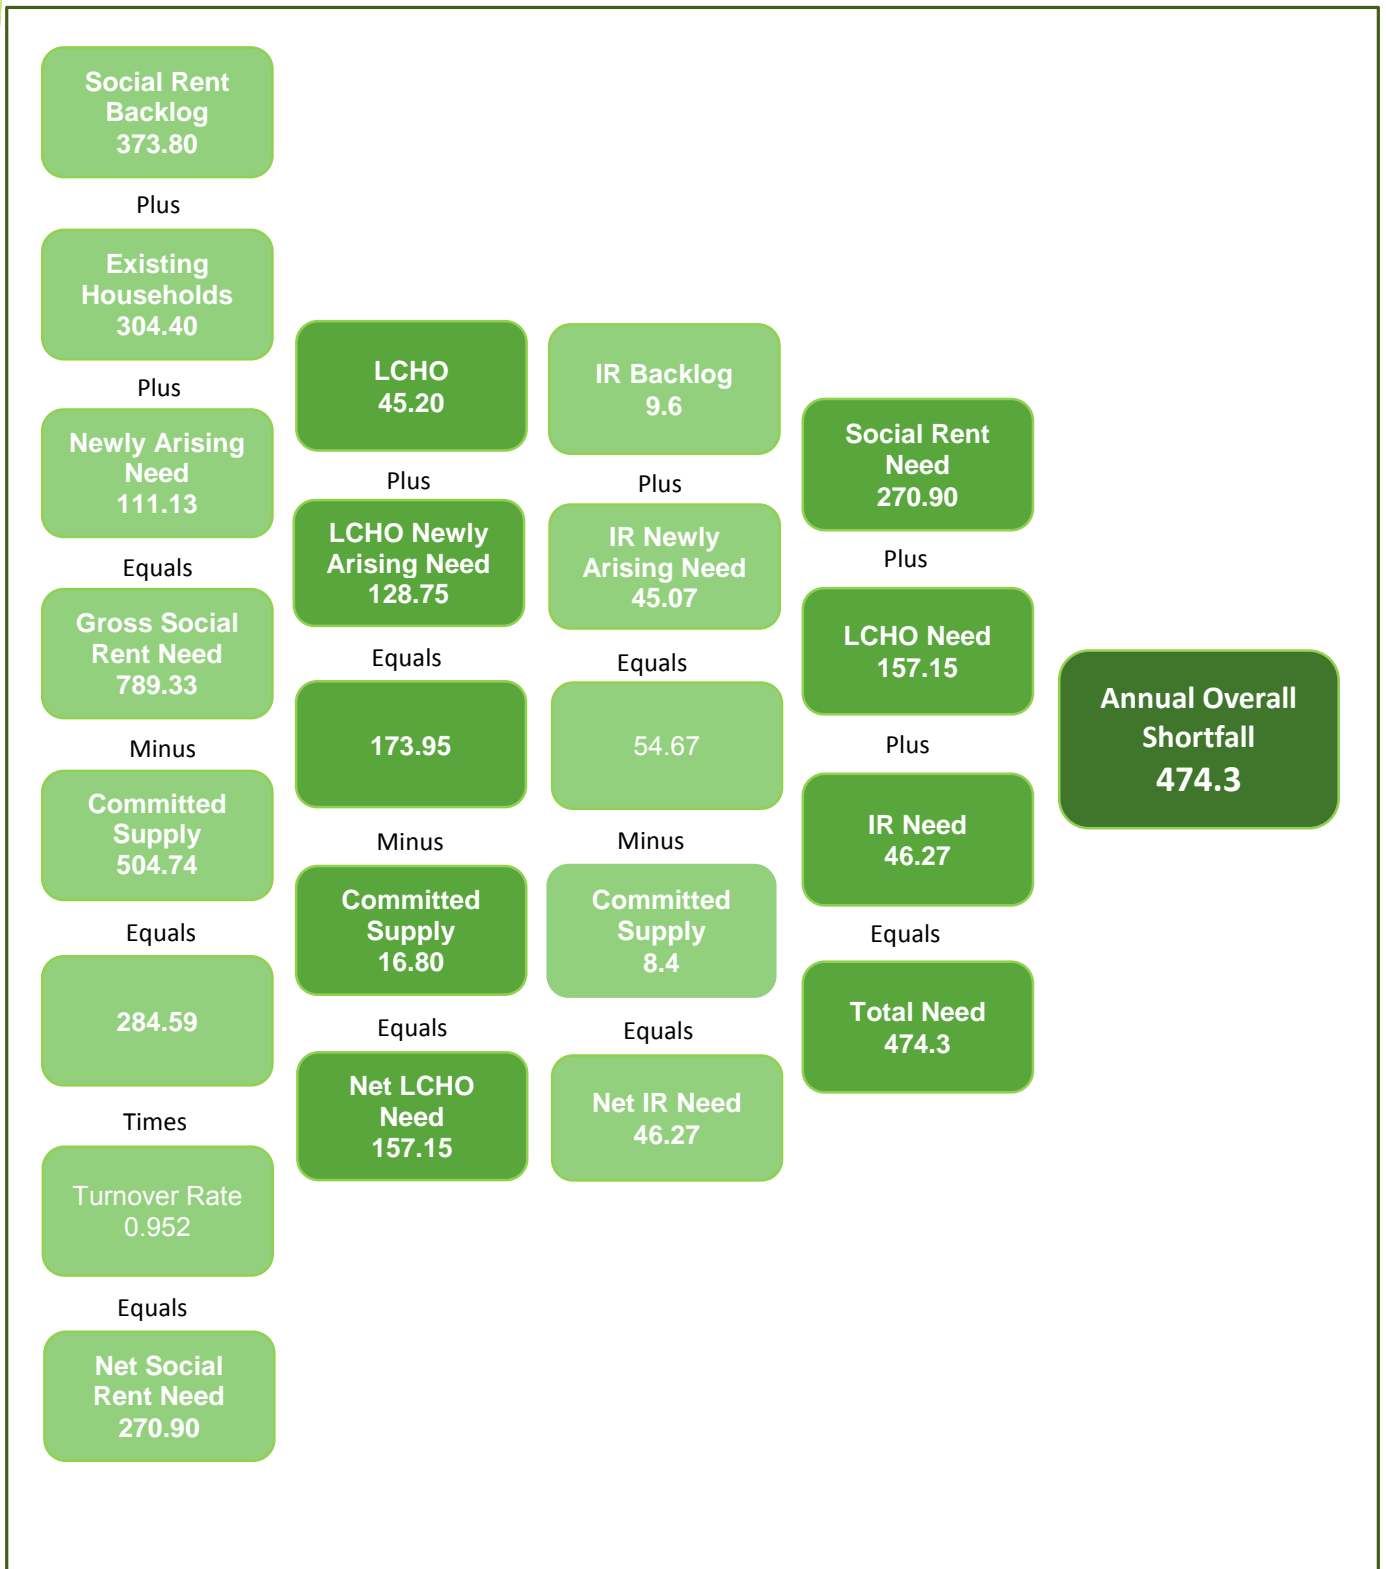 Social Rent
Backlog
373.80
Plus
Existing
Households
304.40
Plus
Newly Arising
Need
111.13
Equals
Gross Social
Rent Need
789.33
Minus
Committed
Supply
504.74
Equals
284.59
Times
Turnover Rate
0.952
Equals
Net Social
Rent Need
270.90
LCHO
45.20
Plus
LCHO Newly
Arising Need
128.75
Equals
173.95
Minus
Committed
Supply
16.80
Equals
Net LCHO
Need
157.15
IR Backlog
9.6
Plus
IR Newly
Arising Need
45.07
Equals
54.67
Minus
Committed
Supply
8.4
Equals
Net IR Need
46.27
Social Rent
Need
270.90
Plus
LCHO Need
157.15
Plus
IR Need
46.27
Equals
Total Need
474.3
Annual Overall
Shortfall
474.3